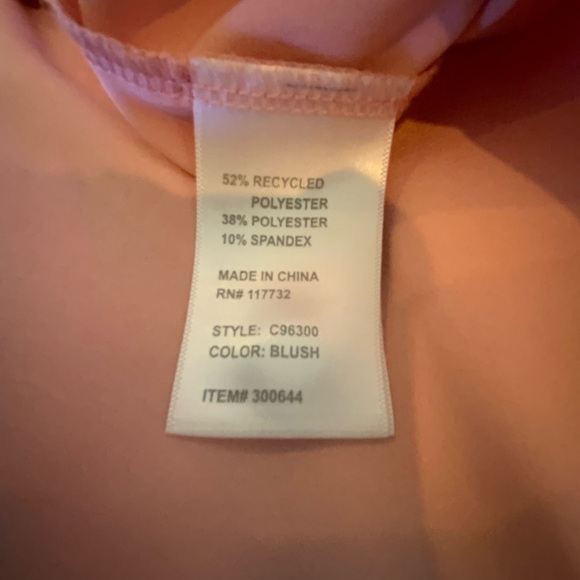 52% RECYCLED
POLYESTER
38% POLYESTER
10% SPANDEX
MADE IN CHINA
RN# 117732
STYLE: C96300
COLOR: BLUSH
ITEM# 300644